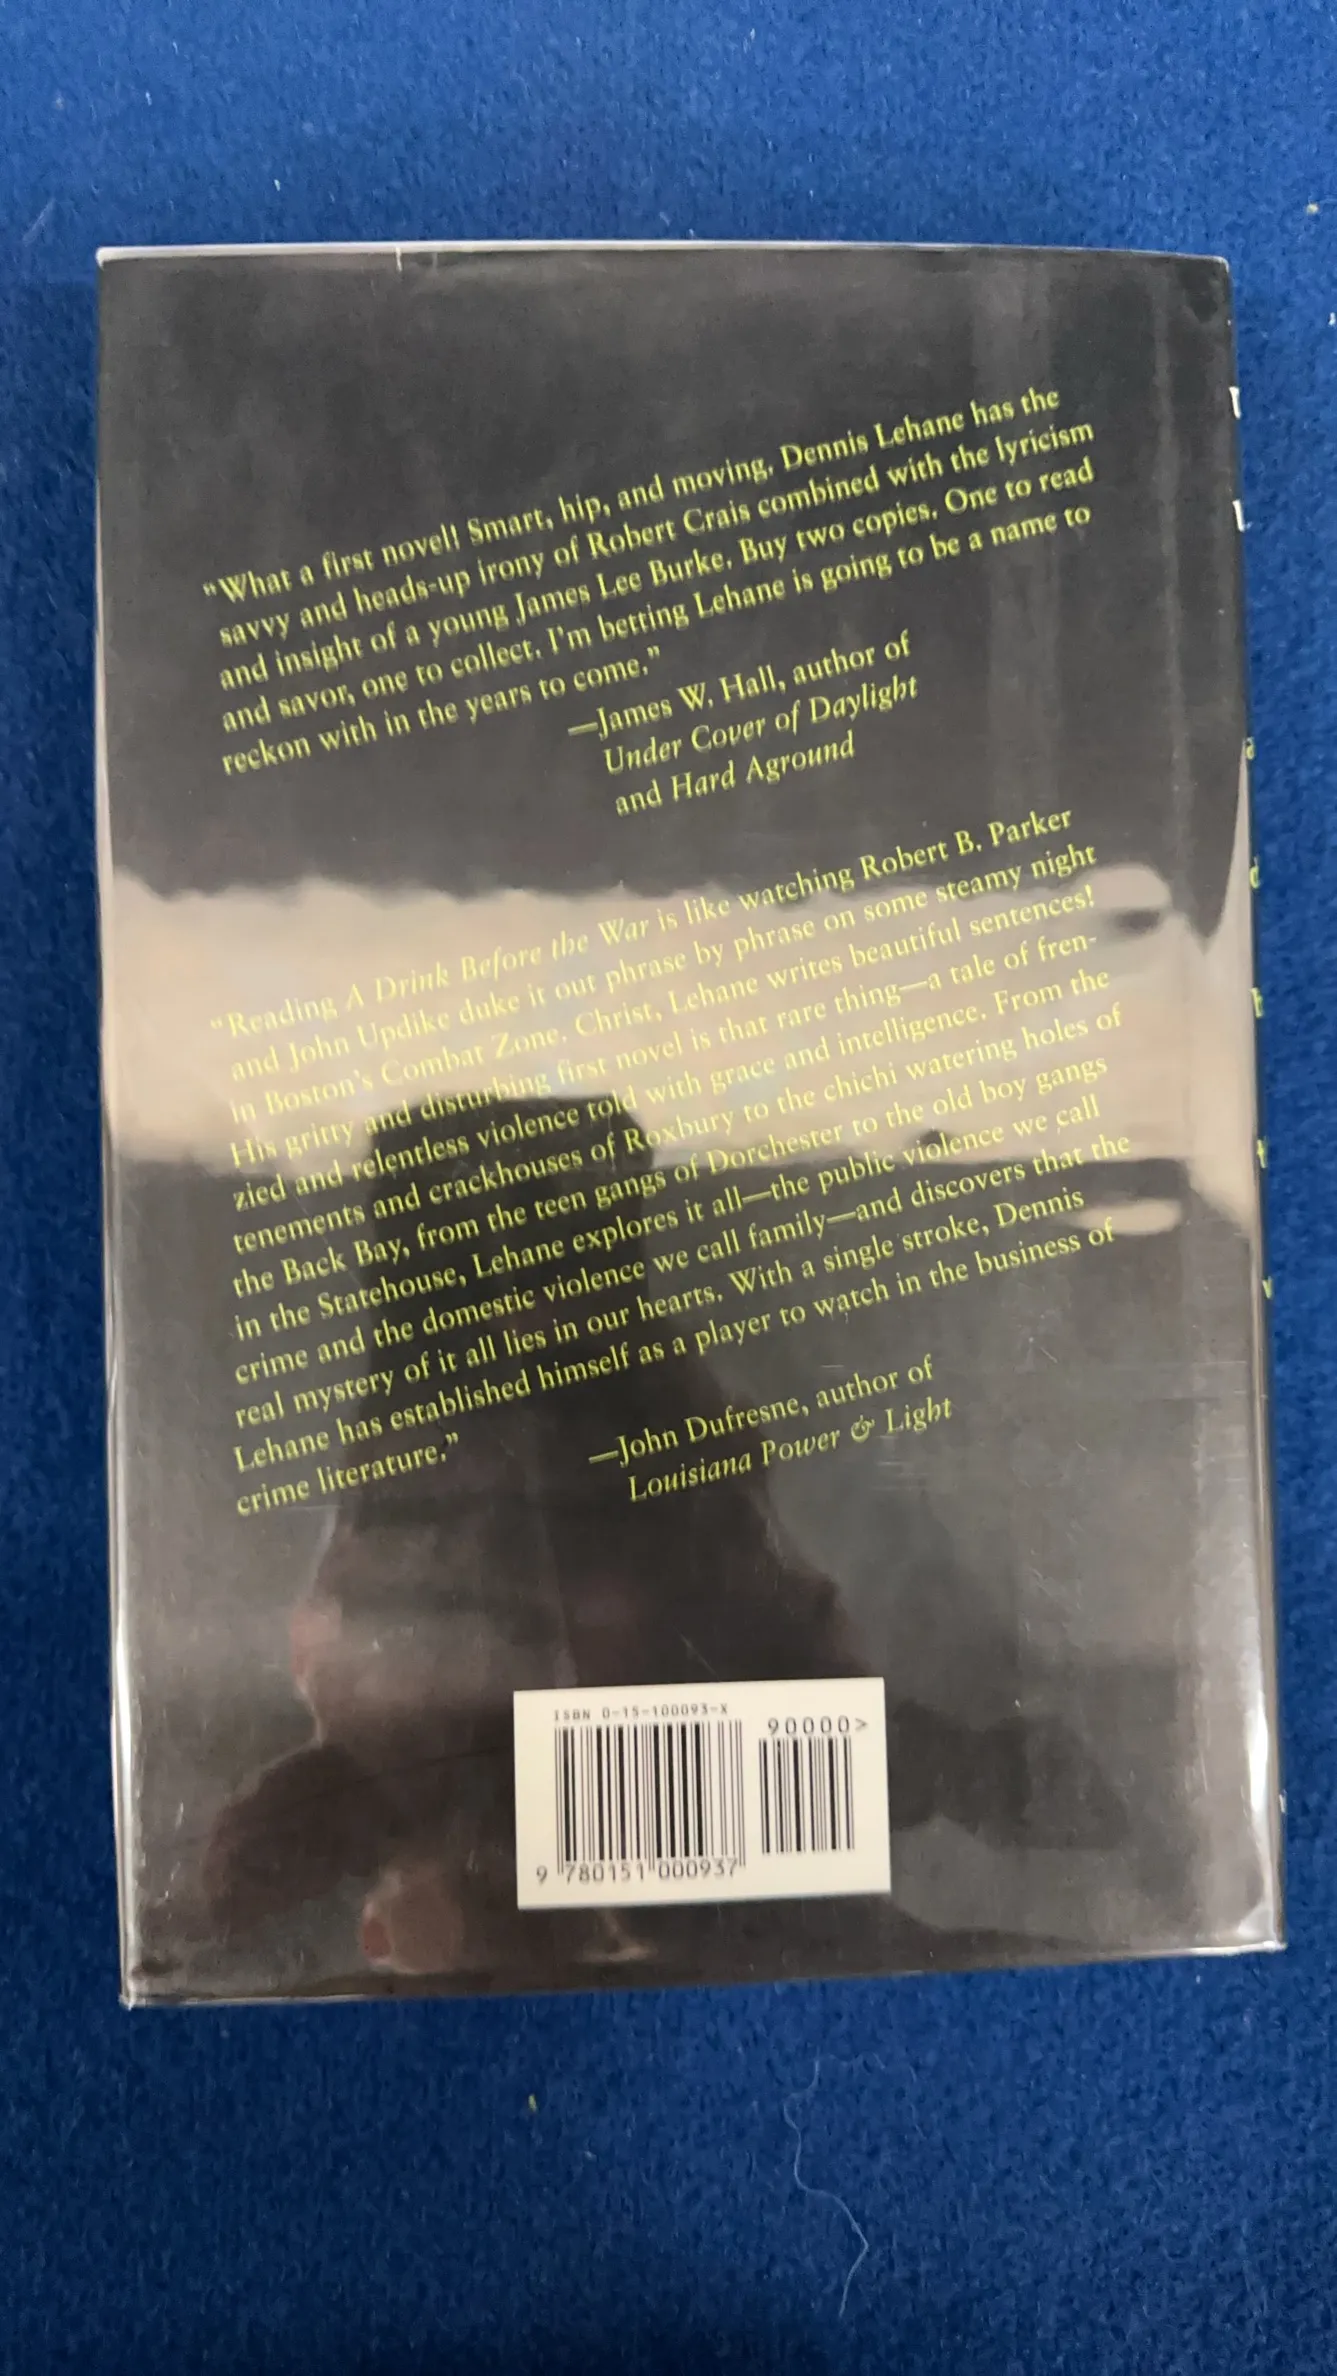 “What a first novel! Smart, hip, and moving, Dennis Lehane has the
savvy and heads-up irony of Robert Crais combined with the lyricism
and insight of a young James Lee Burke. Buy two copies. One to read
and savor, one to collect. I'm betting Lehane is going to be a name to
reckon with in the years to come.”
—James W. Hall, author of
Under Cover of Daylight
and Hard Aground
“Reading A Drink Before the War is like watching Robert B. Parker
and John Updike duke it out phrase by phrase on some steamy night
in Boston's Combat Zone. Christ, Lehane writes beautiful sentences!
His gritty and disturbing first novel is that rare thing—a tale of fren-
zied and relentless violence told with grace and intelligence. From the
tenements and crackhouses of Roxbury to the chichi watering holes of
the Back Bay, from the teen gangs of Dorchester to the old boy gangs
in the Statehouse, Lehane explores it all—the public violence we call
crime and the domestic violence we call family—and discovers that the
real mystery of it all lies in our hearts. With a single stroke, Dennis
Lehane has established himself as a player to watch in the business of
crime literature.”
—John Dufresne, author of
Louisiana Power & Light
ISBN 0-15-100093-X
90000>
9 780151 000937